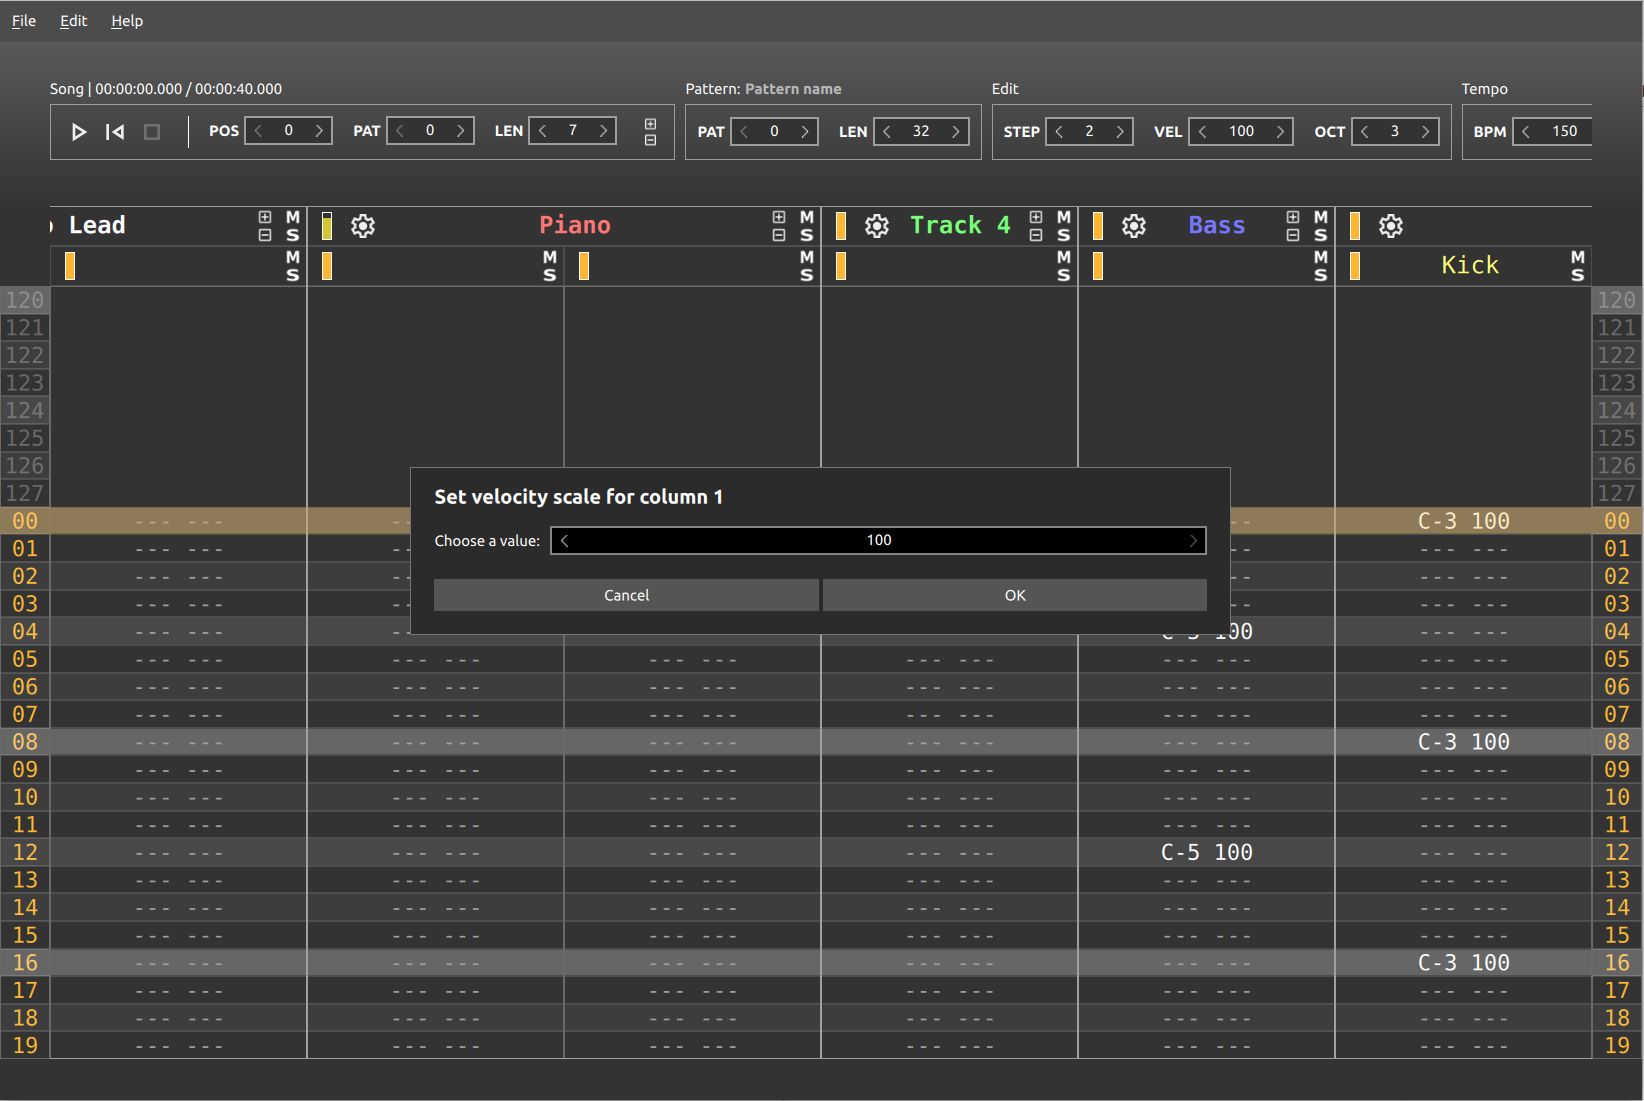 File Edit Help
Song | 00:00:00.000 / 00:00:40.000 Pattern: Pattern name Edit Tempo
POS 0 PAT 0 LEN 7 PAT 0 LEN 32 STEP 2 VEL 100 OCT 3 BPM 150
Lead M S Piano M S Track 4 M S Bass M S
M S M S M S M S M S Kick M S
120 120
121 121
122 122
123 123
124 124
125 125
126 126
127 127
Set velocity scale for column 1
Choose a value: 100
Cancel OK
00 --- --- C-3 100 00
01 --- --- --- --- 01
02 --- --- --- --- 02
03 --- --- --- --- 03
04 --- --- 100 --- --- 04
05 --- --- --- --- --- --- --- --- --- --- --- --- 05
06 --- --- --- --- --- --- --- --- --- --- --- --- 06
07 --- --- --- --- --- --- --- --- --- --- --- --- 07
08 --- --- --- --- --- --- --- --- --- --- C-3 100 08
09 --- --- --- --- --- --- --- --- --- --- --- --- 09
10 --- --- --- --- --- --- --- --- --- --- --- --- 10
11 --- --- --- --- --- --- --- --- --- --- --- --- 11
12 --- --- --- --- --- --- --- --- C-5 100 --- --- 12
13 --- --- --- --- --- --- --- --- --- --- --- --- 13
14 --- --- --- --- --- --- --- --- --- --- --- --- 14
15 --- --- --- --- --- --- --- --- --- --- --- --- 15
16 --- --- --- --- --- --- --- --- --- --- C-3 100 16
17 --- --- --- --- --- --- --- --- --- --- --- --- 17
18 --- --- --- --- --- --- --- --- --- --- --- --- 18
19 --- --- --- --- --- --- --- --- --- --- --- --- 19